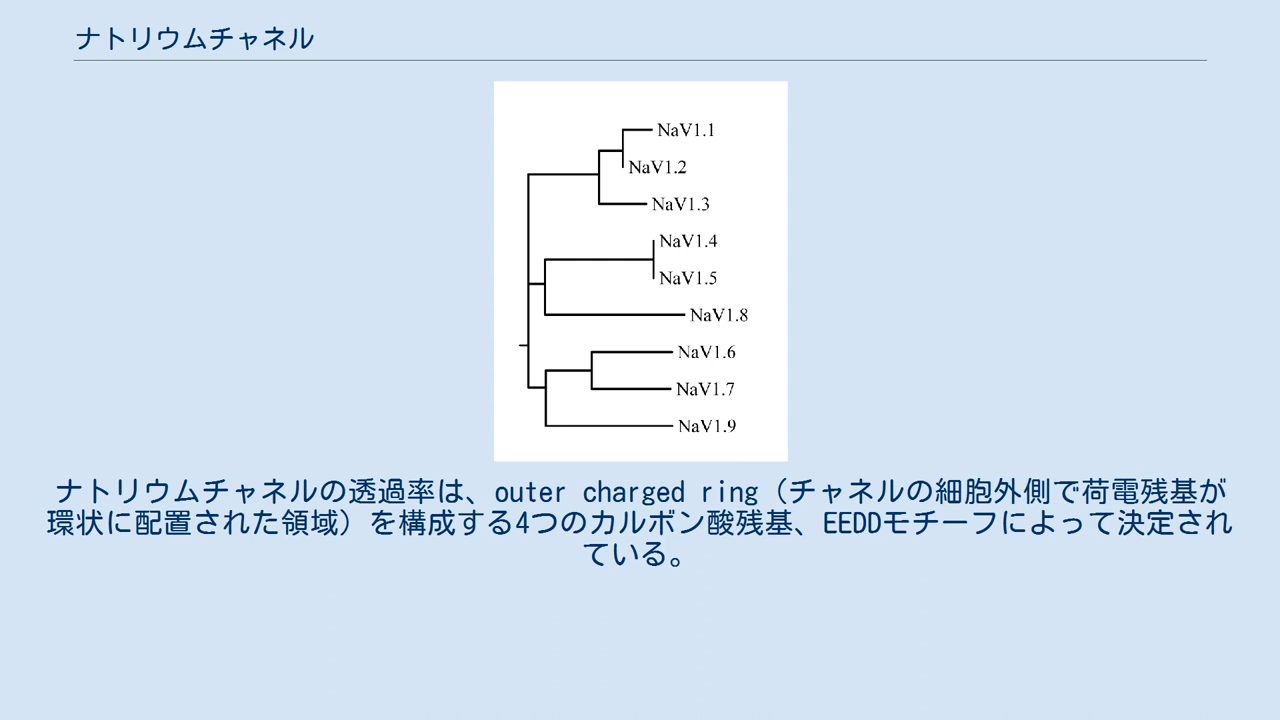 ナトリウムチャネル
NaV1.1
NaV1.2
NaV1.3
NaV1.4
NaV1.5
NaV1.8
NaV1.6
NaV1.7
NaV1.9
ナトリウムチャネルの透過率は、outer charged ring（チャネルの細胞外側で荷電残基が
環状に配置された領域）を構成する4つのカルボン酸残基、EEDDモチーフによって決定され
ている。